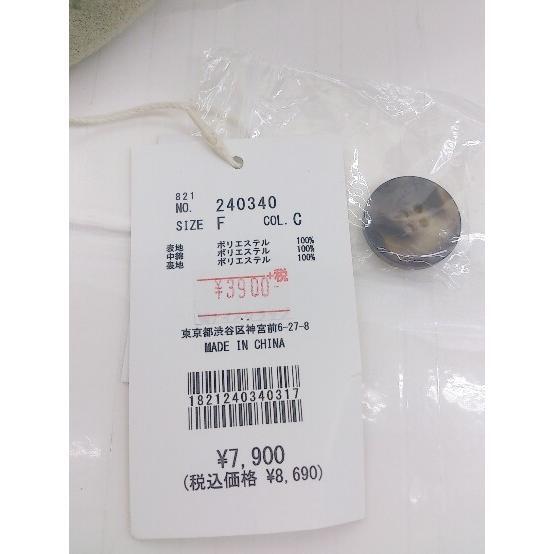 821
NO. 240340
SIZE F COL. C
表地 ポリエステル 100%
中綿 ポリエステル 100%
裏地 ポリエステル 100%
¥3900+税
東京都渋谷区神宮前6-27-8
MADE IN CHINA
1821240340317
¥7,900
(税込価格 ¥8,690)